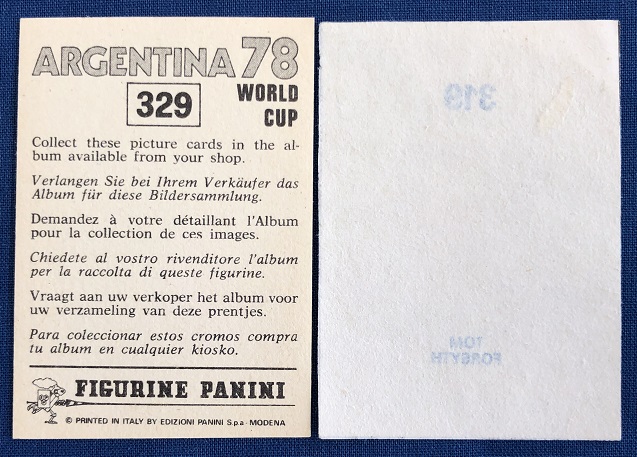 ARGENTINA 78
329
WORLD
CUP
Collect these picture cards in the al-
bum available from your shop.
Verlangen Sie bei Ihrem Verkäufer das
Album für diese Bildersammlung.
Demandez à votre détaillant l'Album
pour la collection de ces images.
Chiedete al vostro rivenditore l'album
per la raccolta di queste figurine.
Vraagt aan uw verkoper het album voor
uw verzameling van deze prentjes.
Para coleccionar estos cromos compra
tu album en cualquier kiosko.
FIGURINE PANINI
© PRINTED IN ITALY BY EDIZIONI PANINI S.p.a - MODENA
319
TOM
FORSYTH